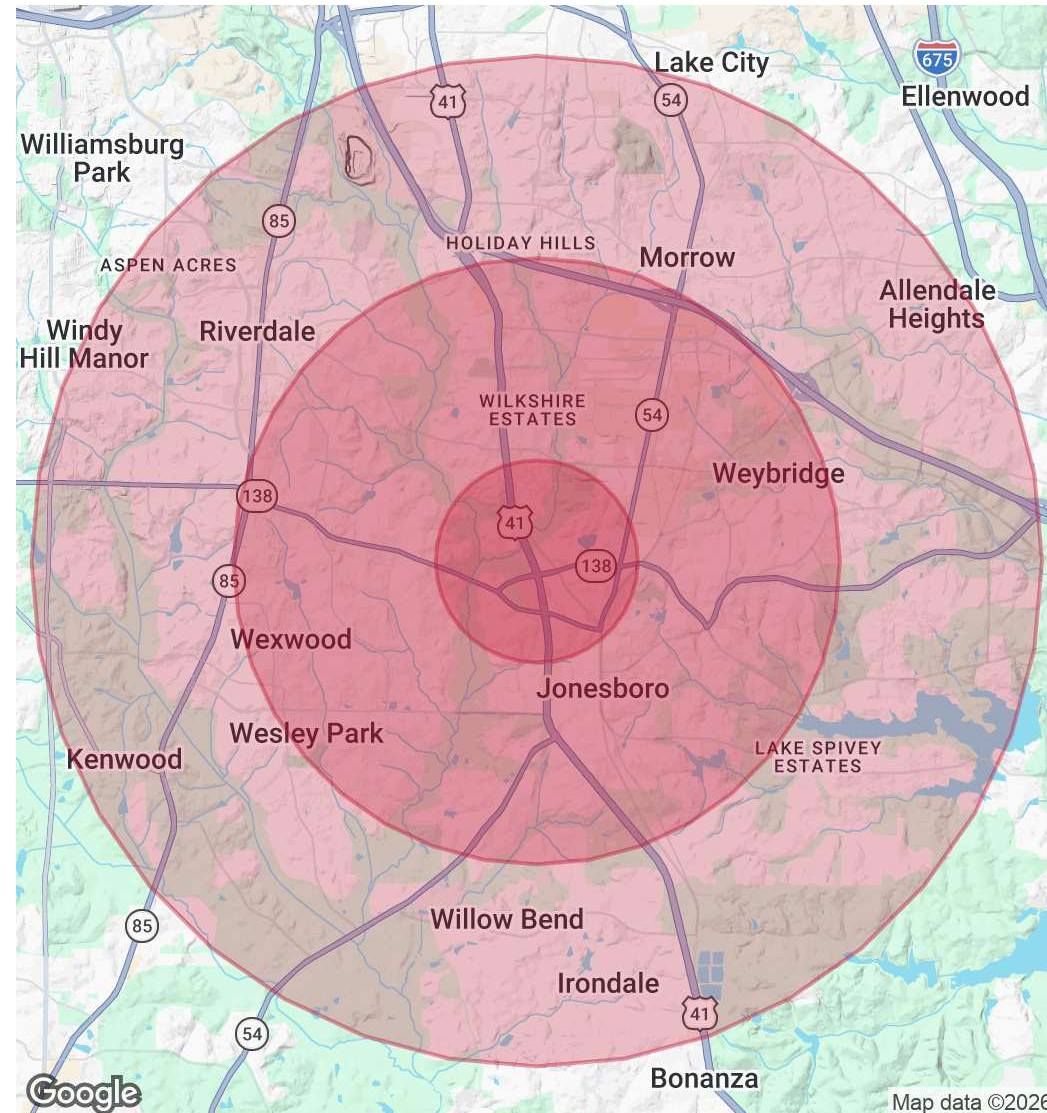 Lake City
675
41
54
Ellenwood
Williamsburg
Park
85
HOLIDAY HILLS
Morrow
ASPEN ACRES
Allendale
Heights
Windy
Hill Manor
Riverdale
WILKSHIRE
ESTATES
54
Weybridge
138
41
138
85
Wexwood
Jonesboro
Wesley Park
LAKE SPIVEY
ESTATES
Kenwood
Willow Bend
85
Irondale
41
54
Bonanza
Google
Map data ©2026